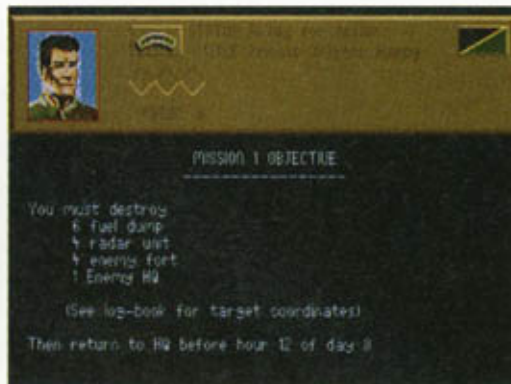 MISSION 1 OBJECTIVE
You must destroy
6 fuel dump
4 radar unit
4 enemy fort
1 Enemy HQ
(See log-book for target coordinates)
Then return to HQ before hour 12 of day